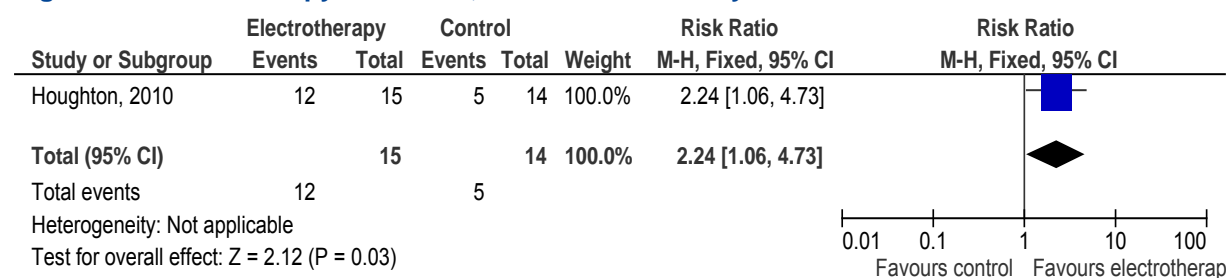 Electrotherapy Control Risk Ratio Risk Ratio
Study or Subgroup Events Total Events Total Weight M-H, Fixed, 95% CI M-H, Fixed, 95% CI
Houghton, 2010 12 15 5 14 100.0% 2.24 [1.06, 4.73]
Total (95% CI) 15 14 100.0% 2.24 [1.06, 4.73]
Total events 12 5
Heterogeneity: Not applicable
Test for overall effect: Z = 2.12 (P = 0.03)
0.01 0.1 1 10 100
Favours control Favours electrotherap